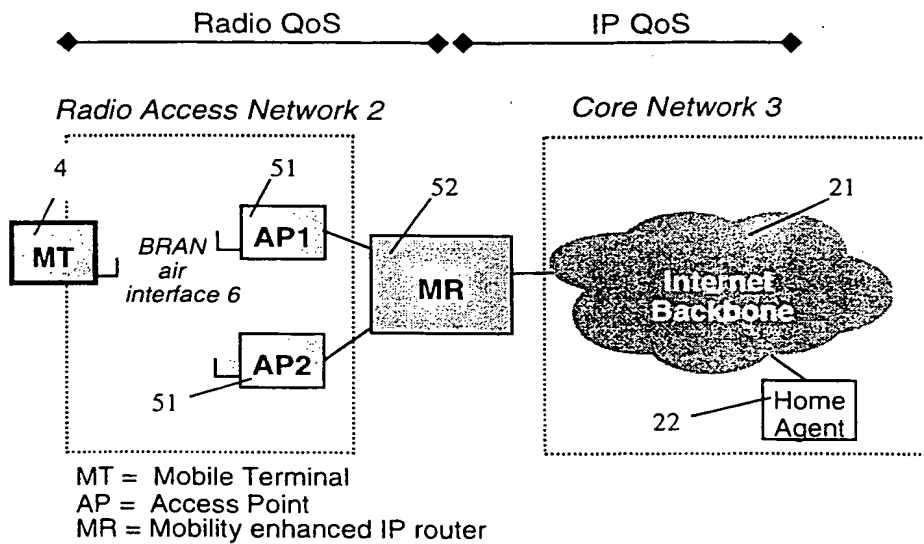 Radio QoS
IP QoS
Radio Access Network 2
Core Network 3
4
51
52
21
MT
BRAN
air
interface 6
AP1
MR
Internet
Backbone
AP2
51
22
Home
Agent
MT = Mobile Terminal
AP = Access Point
MR = Mobility enhanced IP router